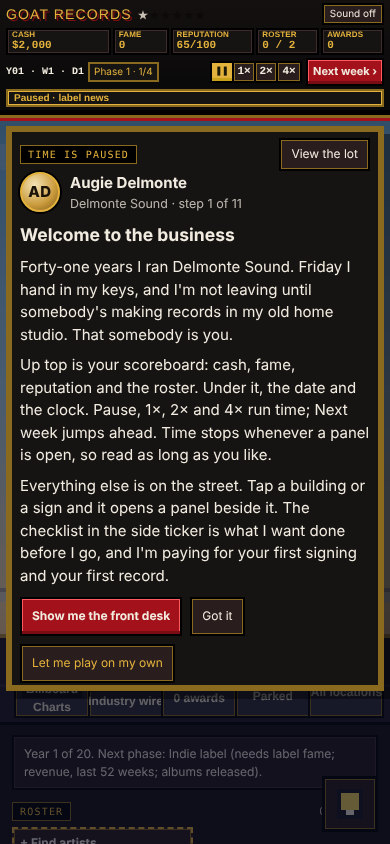 GOAT RECORDS ★
Sound off
CASH
$2,000
FAME
0
REPUTATION
65/100
ROSTER
0 / 2
AWARDS
0
Y01 · W1 · D1
Phase 1 · 1/4
1×
2×
4×
Next week ›
Paused · label news
TIME IS PAUSED
View the lot
AD
Augie Delmonte
Delmonte Sound · step 1 of 11
Welcome to the business
Forty-one years I ran Delmonte Sound. Friday I
hand in my keys, and I'm not leaving until
somebody's making records in my old home
studio. That somebody is you.
Up top is your scoreboard: cash, fame,
reputation and the roster. Under it, the date and
the clock. Pause, 1×, 2× and 4× run time; Next
week jumps ahead. Time stops whenever a panel
is open, so read as long as you like.
Everything else is on the street. Tap a building or
a sign and it opens a panel beside it. The
checklist in the side ticker is what I want done
before I go, and I'm paying for your first signing
and your first record.
Show me the front desk
Got it
Let me play on my own
Billboard
Charts
Industry wire
0 awards
Parked
All locations
Year 1 of 20. Next phase: Indie label (needs label fame;
revenue, last 52 weeks; albums released).
ROSTER
+ Find artists